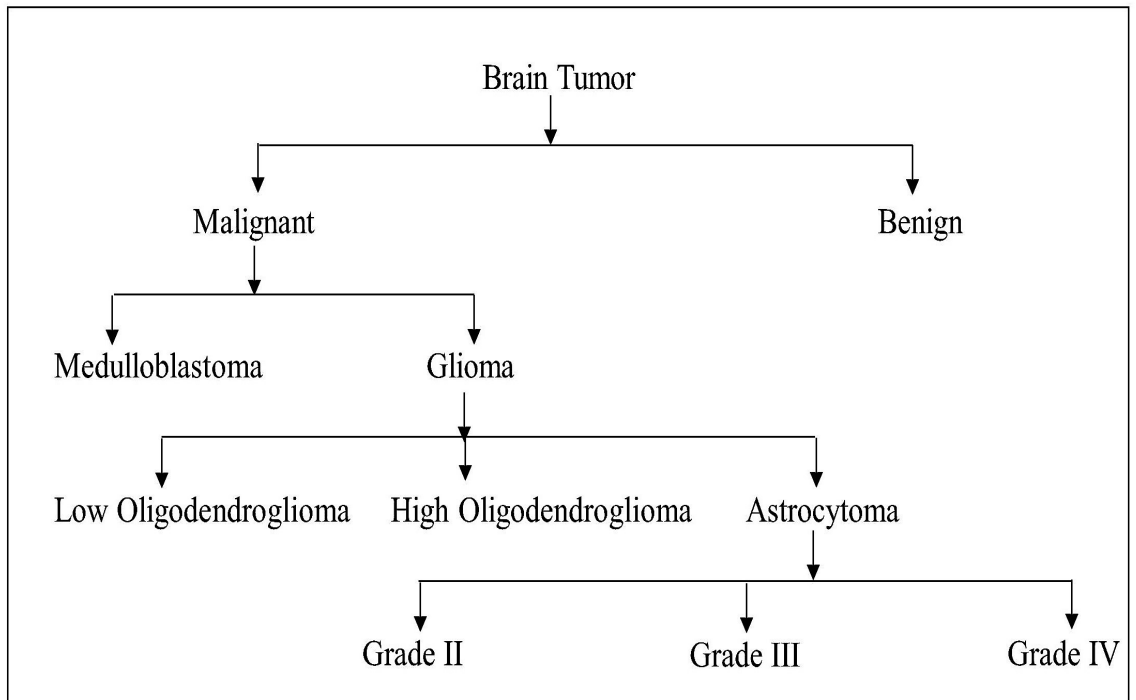 Brain Tumor
Malignant
Benign
Medulloblastoma
Glioma
Low Oligodendroglioma
High Oligodendroglioma
Astrocytoma
Grade II
Grade III
Grade IV